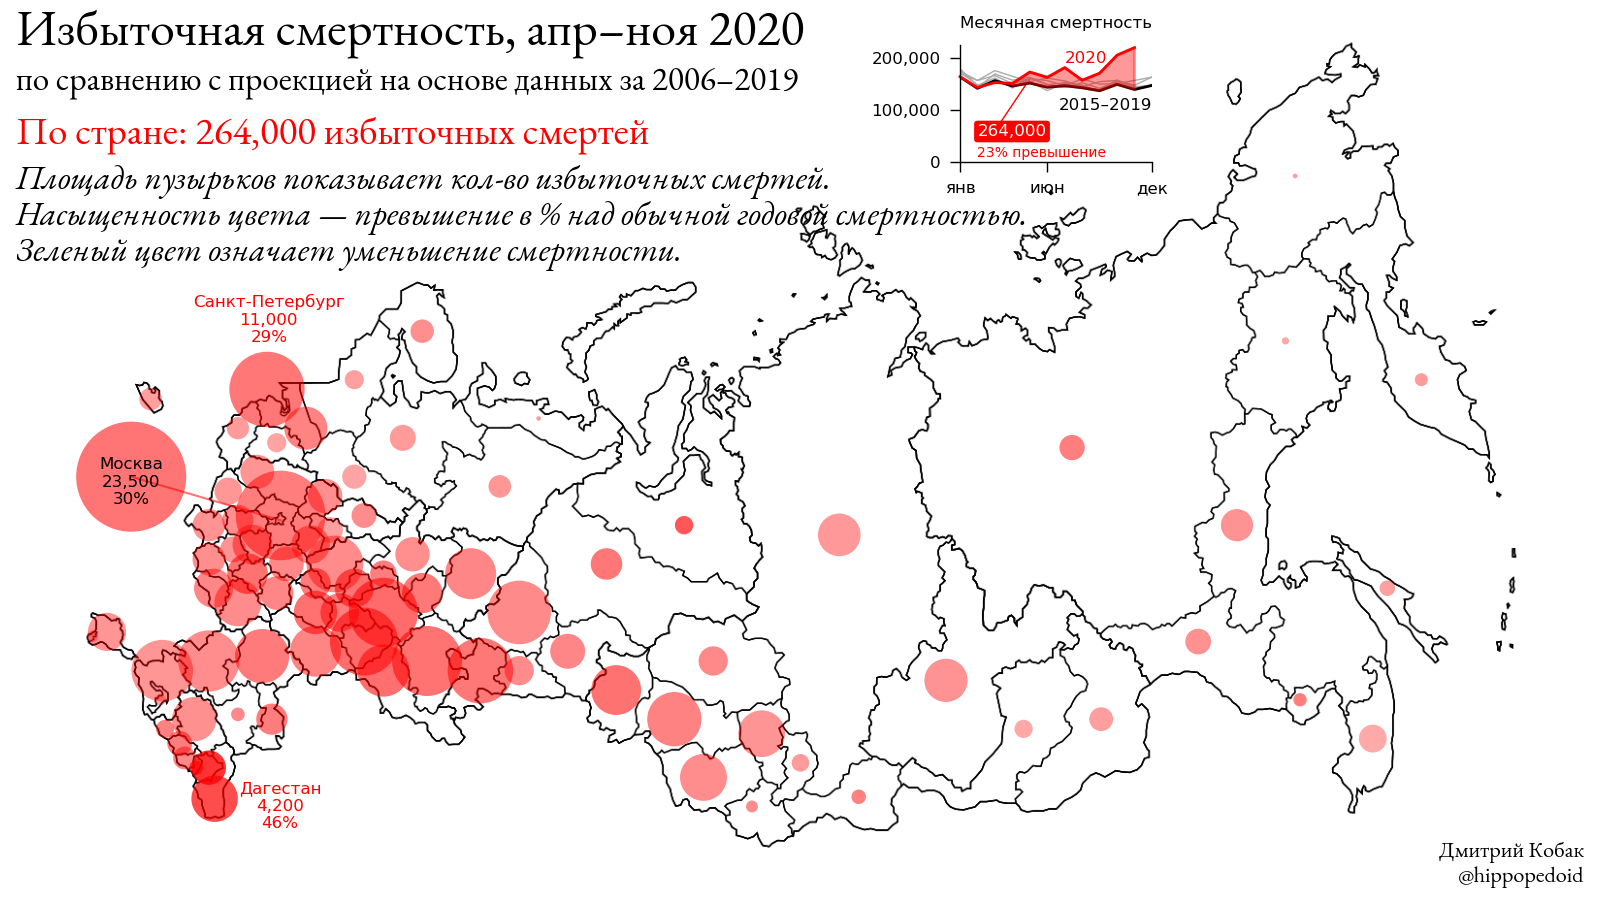 Избыточная смертность, апр–ноя 2020
по сравнению с проекцией на основе данных за 2006–2019
По стране: 264,000 избыточных смертей
Площадь пузырьков показывает кол-во избыточных смертей.
Насыщенность цвета — превышение в % над обычной годовой смертностью.
Зеленый цвет означает уменьшение смертности.
Месячная смертность
200,000
100,000
0
2020
2015–2019
264,000
23% превышение
янв
июн
дек
Санкт-Петербург
11,000
29%
Москва
23,500
30%
Дагестан
4,200
46%
Дмитрий Кобак
@hippopedoid